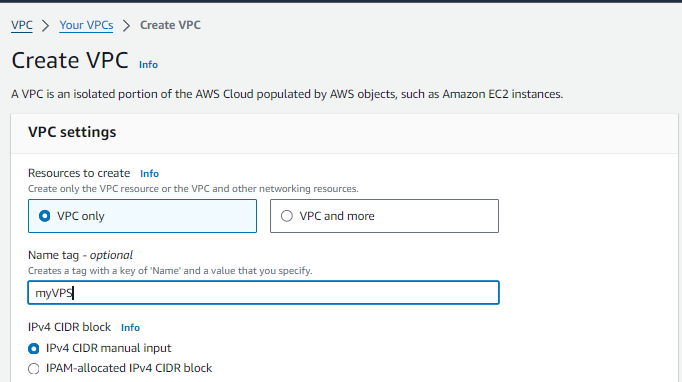 VPC > Your VPCs > Create VPC
Create VPC Info
A VPC is an isolated portion of the AWS Cloud populated by AWS objects, such as Amazon EC2 instances.
VPC settings
Resources to create Info
Create only the VPC resource or the VPC and other networking resources.
VPC only VPC and more
Name tag - optional
Creates a tag with a key of 'Name' and a value that you specify.
myVPS
IPv4 CIDR block Info
IPv4 CIDR manual input
IPAM-allocated IPv4 CIDR block